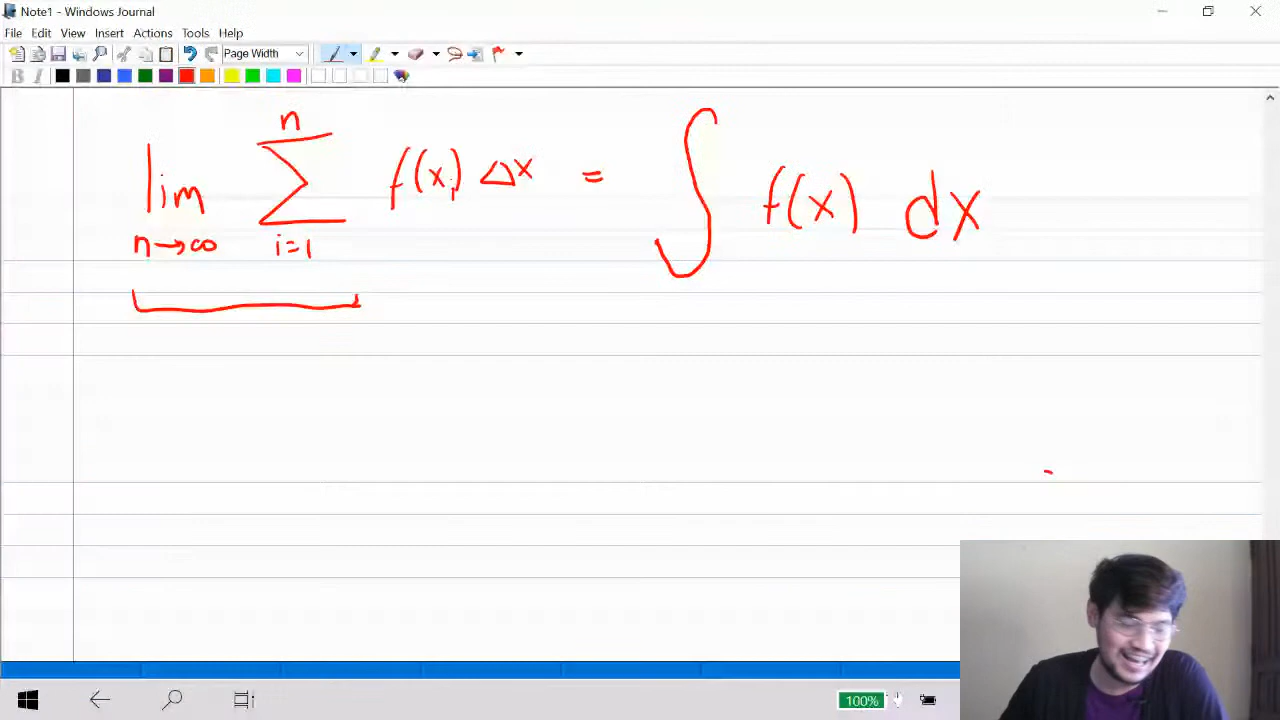 Note1 - Windows Journal
File Edit View Insert Actions Tools Help
Page Width
B I
lim n→∞ n ∑ i=1 f(xᵢ) Δx = ∫ f(x) dx
100%